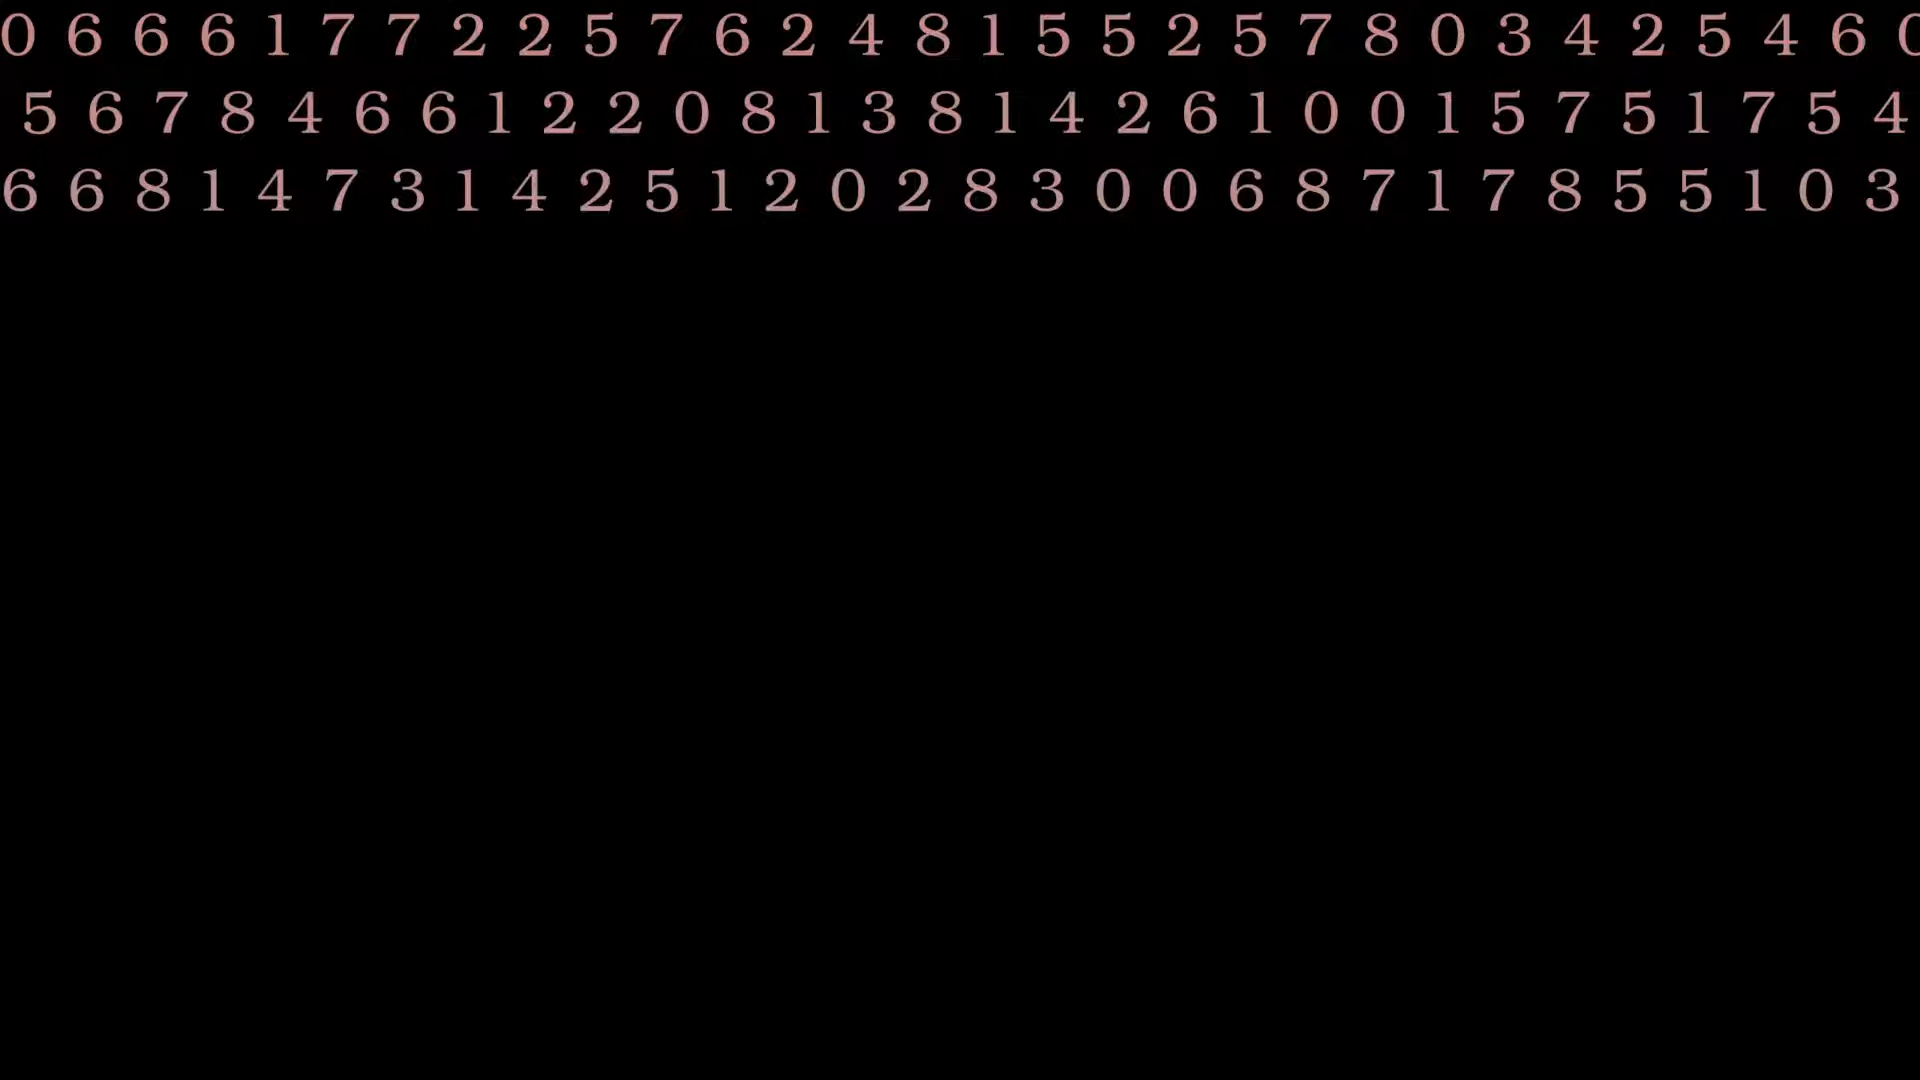 0 6 6 6 1 7 7 2 2 5 7 6 2 4 8 1 5 5 2 5 7 8 0 3 4 2 5 4 6 0
5 6 7 8 4 6 6 1 2 2 0 8 1 3 8 1 4 2 6 1 0 0 1 5 7 5 1 7 5 4
6 6 8 1 4 7 3 1 4 2 5 1 2 0 2 8 3 0 0 6 8 7 1 7 8 5 5 1 0 3